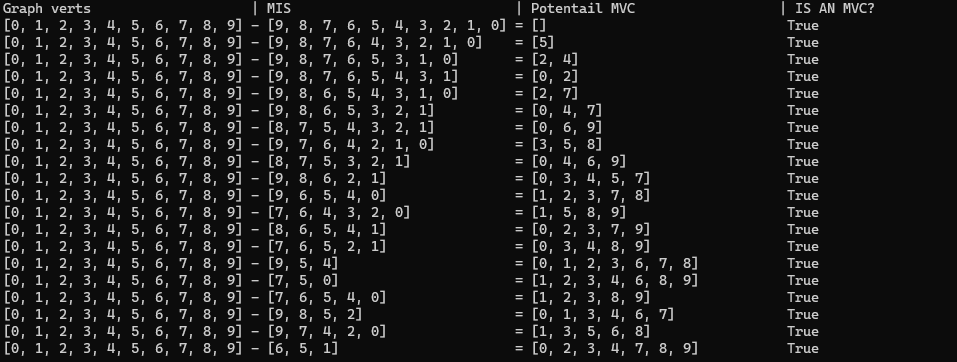 Graph verts | MIS | Potentail MVC | IS AN MVC?
[0, 1, 2, 3, 4, 5, 6, 7, 8, 9] - [9, 8, 7, 6, 5, 4, 3, 2, 1, 0] = [] True
[0, 1, 2, 3, 4, 5, 6, 7, 8, 9] - [9, 8, 7, 6, 4, 3, 2, 1, 0] = [5] True
[0, 1, 2, 3, 4, 5, 6, 7, 8, 9] - [9, 8, 7, 6, 5, 3, 1, 0] = [2, 4] True
[0, 1, 2, 3, 4, 5, 6, 7, 8, 9] - [9, 8, 7, 6, 5, 4, 3, 1] = [0, 2] True
[0, 1, 2, 3, 4, 5, 6, 7, 8, 9] - [9, 8, 6, 5, 4, 3, 1, 0] = [2, 7] True
[0, 1, 2, 3, 4, 5, 6, 7, 8, 9] - [9, 8, 6, 5, 3, 2, 1] = [0, 4, 7] True
[0, 1, 2, 3, 4, 5, 6, 7, 8, 9] - [8, 7, 5, 4, 3, 2, 1] = [0, 6, 9] True
[0, 1, 2, 3, 4, 5, 6, 7, 8, 9] - [9, 7, 6, 4, 2, 1, 0] = [3, 5, 8] True
[0, 1, 2, 3, 4, 5, 6, 7, 8, 9] - [8, 7, 5, 3, 2, 1] = [0, 4, 6, 9] True
[0, 1, 2, 3, 4, 5, 6, 7, 8, 9] - [9, 8, 6, 2, 1] = [0, 3, 4, 5, 7] True
[0, 1, 2, 3, 4, 5, 6, 7, 8, 9] - [9, 6, 5, 4, 0] = [1, 2, 3, 7, 8] True
[0, 1, 2, 3, 4, 5, 6, 7, 8, 9] - [7, 6, 4, 3, 2, 0] = [1, 5, 8, 9] True
[0, 1, 2, 3, 4, 5, 6, 7, 8, 9] - [8, 6, 5, 4, 1] = [0, 2, 3, 7, 9] True
[0, 1, 2, 3, 4, 5, 6, 7, 8, 9] - [7, 6, 5, 2, 1] = [0, 3, 4, 8, 9] True
[0, 1, 2, 3, 4, 5, 6, 7, 8, 9] - [9, 5, 4] = [0, 1, 2, 3, 6, 7, 8] True
[0, 1, 2, 3, 4, 5, 6, 7, 8, 9] - [7, 5, 0] = [1, 2, 3, 4, 6, 8, 9] True
[0, 1, 2, 3, 4, 5, 6, 7, 8, 9] - [7, 6, 5, 4, 0] = [1, 2, 3, 8, 9] True
[0, 1, 2, 3, 4, 5, 6, 7, 8, 9] - [9, 8, 5, 2] = [0, 1, 3, 4, 6, 7] True
[0, 1, 2, 3, 4, 5, 6, 7, 8, 9] - [9, 7, 4, 2, 0] = [1, 3, 5, 6, 8] True
[0, 1, 2, 3, 4, 5, 6, 7, 8, 9] - [6, 5, 1] = [0, 2, 3, 4, 7, 8, 9] True